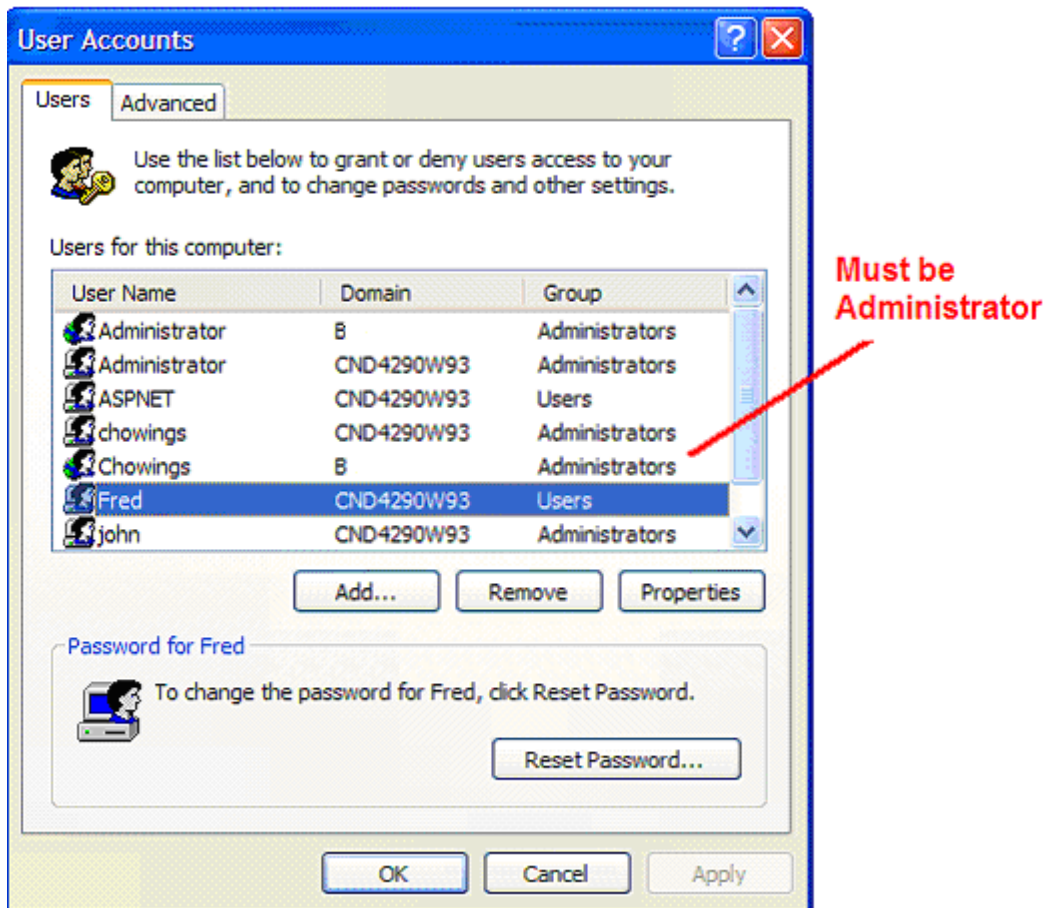 User Accounts
Users Advanced
Use the list below to grant or deny users access to your
computer, and to change passwords and other settings.
Users for this computer:
User Name Domain Group
Administrator B Administrators
Administrator CND4290W93 Administrators
ASPNET CND4290W93 Users
chowings CND4290W93 Administrators
Chowings B Administrators
Fred CND4290W93 Users
john CND4290W93 Administrators
Must be
Administrator
Add... Remove Properties
Password for Fred
To change the password for Fred, click Reset Password.
Reset Password...
OK Cancel Apply